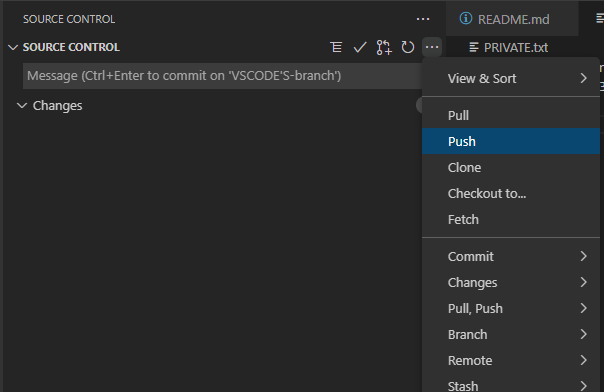 SOURCE CONTROL
README.md
SOURCE CONTROL
PRIVATE.txt
Message (Ctrl+Enter to commit on 'VSCODE'S-branch')
Changes
View & Sort
Pull
Push
Clone
Checkout to...
Fetch
Commit
Changes
Pull, Push
Branch
Remote
Stash